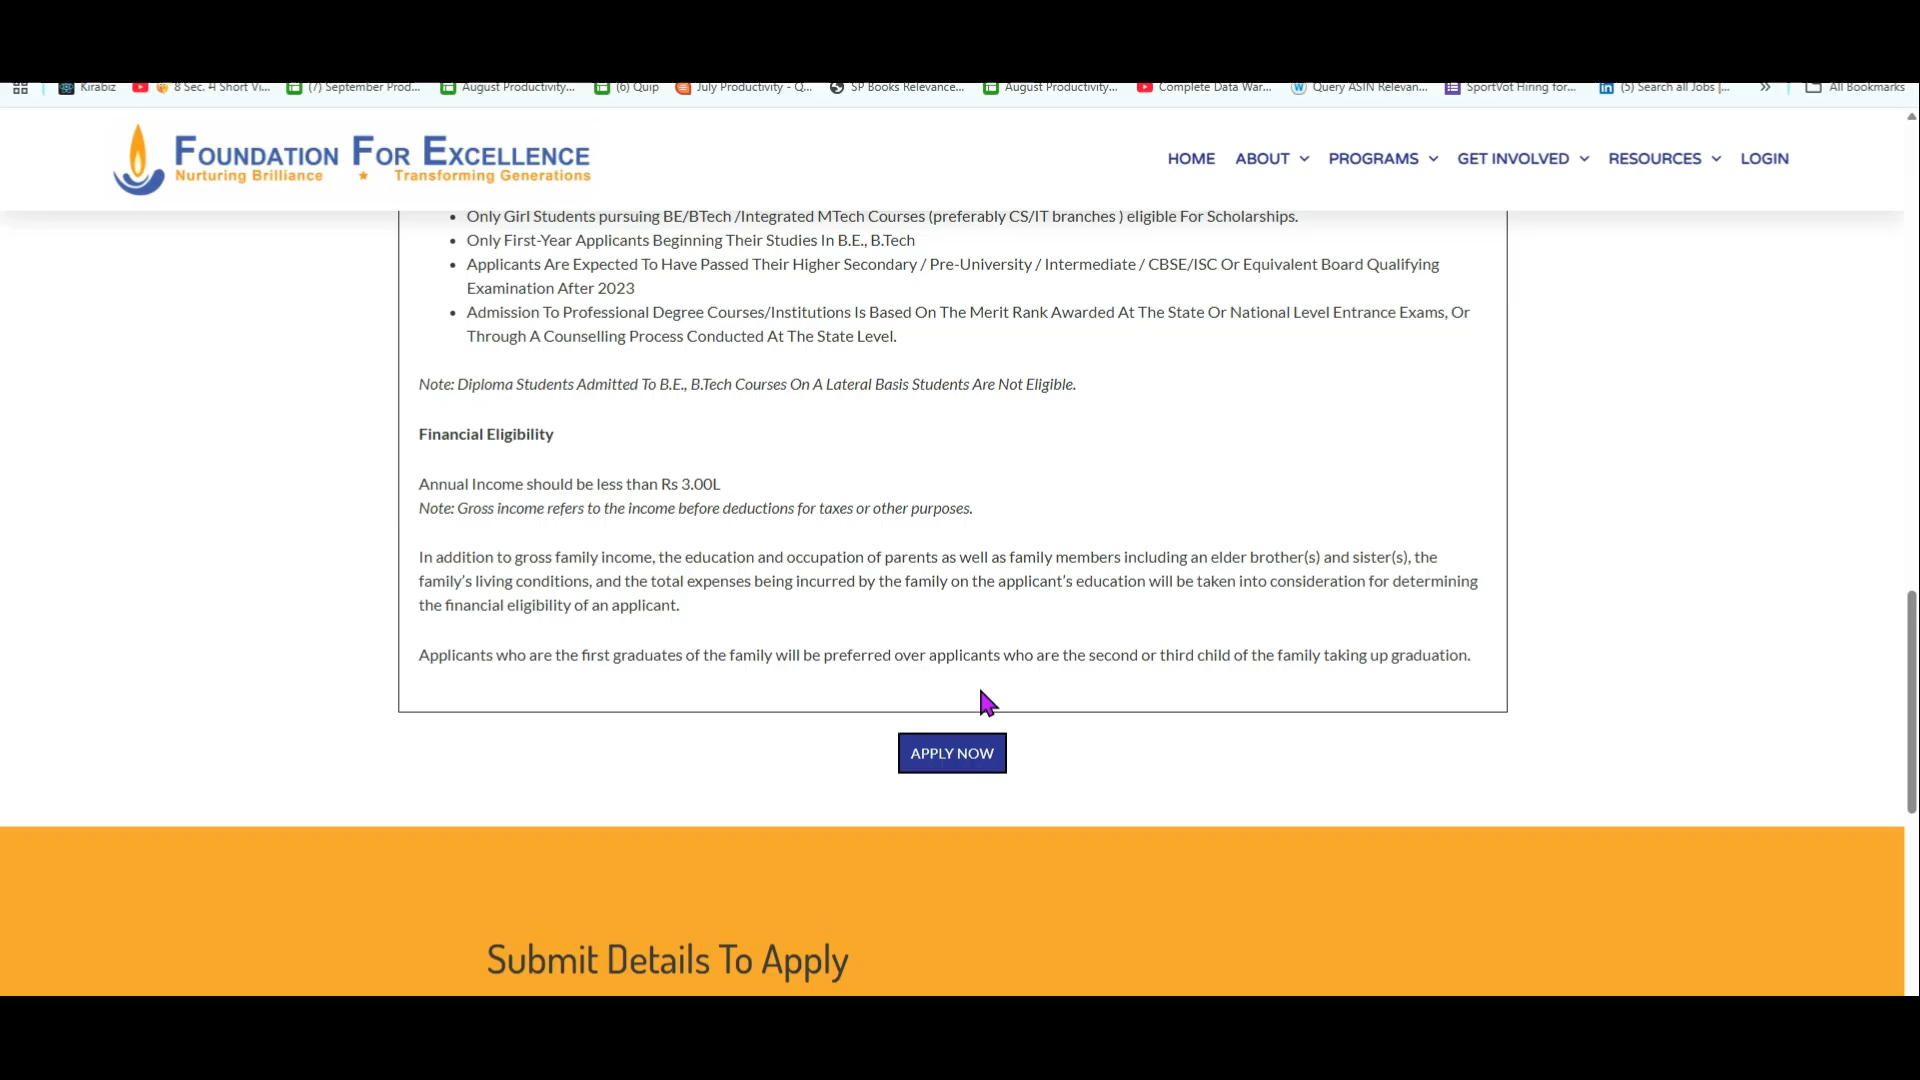 Kirabiz 8 Sec. Short Vi... (7) September Prod... August Productivity... (6) Quip July Productivity - Q... SP Books Relevance... August Productivity... Complete Data War... Query ASIN Relevan... SportVot Hiring for... (5) Search all Jobs |... All Bookmarks
FOUNDATION FOR EXCELLENCE
Nurturing Brilliance ★ Transforming Generations
HOME ABOUT PROGRAMS GET INVOLVED RESOURCES LOGIN
• Only Girl Students pursuing BE/BTech /Integrated MTech Courses (preferably CS/IT branches ) eligible For Scholarships.
• Only First-Year Applicants Beginning Their Studies In B.E., B.Tech
• Applicants Are Expected To Have Passed Their Higher Secondary / Pre-University / Intermediate / CBSE/ISC Or Equivalent Board Qualifying
Examination After 2023
• Admission To Professional Degree Courses/Institutions Is Based On The Merit Rank Awarded At The State Or National Level Entrance Exams, Or
Through A Counselling Process Conducted At The State Level.
Note: Diploma Students Admitted To B.E., B.Tech Courses On A Lateral Basis Students Are Not Eligible.
Financial Eligibility
Annual Income should be less than Rs 3.00L
Note: Gross income refers to the income before deductions for taxes or other purposes.
In addition to gross family income, the education and occupation of parents as well as family members including an elder brother(s) and sister(s), the
family's living conditions, and the total expenses being incurred by the family on the applicant's education will be taken into consideration for determining
the financial eligibility of an applicant.
Applicants who are the first graduates of the family will be preferred over applicants who are the second or third child of the family taking up graduation.
APPLY NOW
Submit Details To Apply